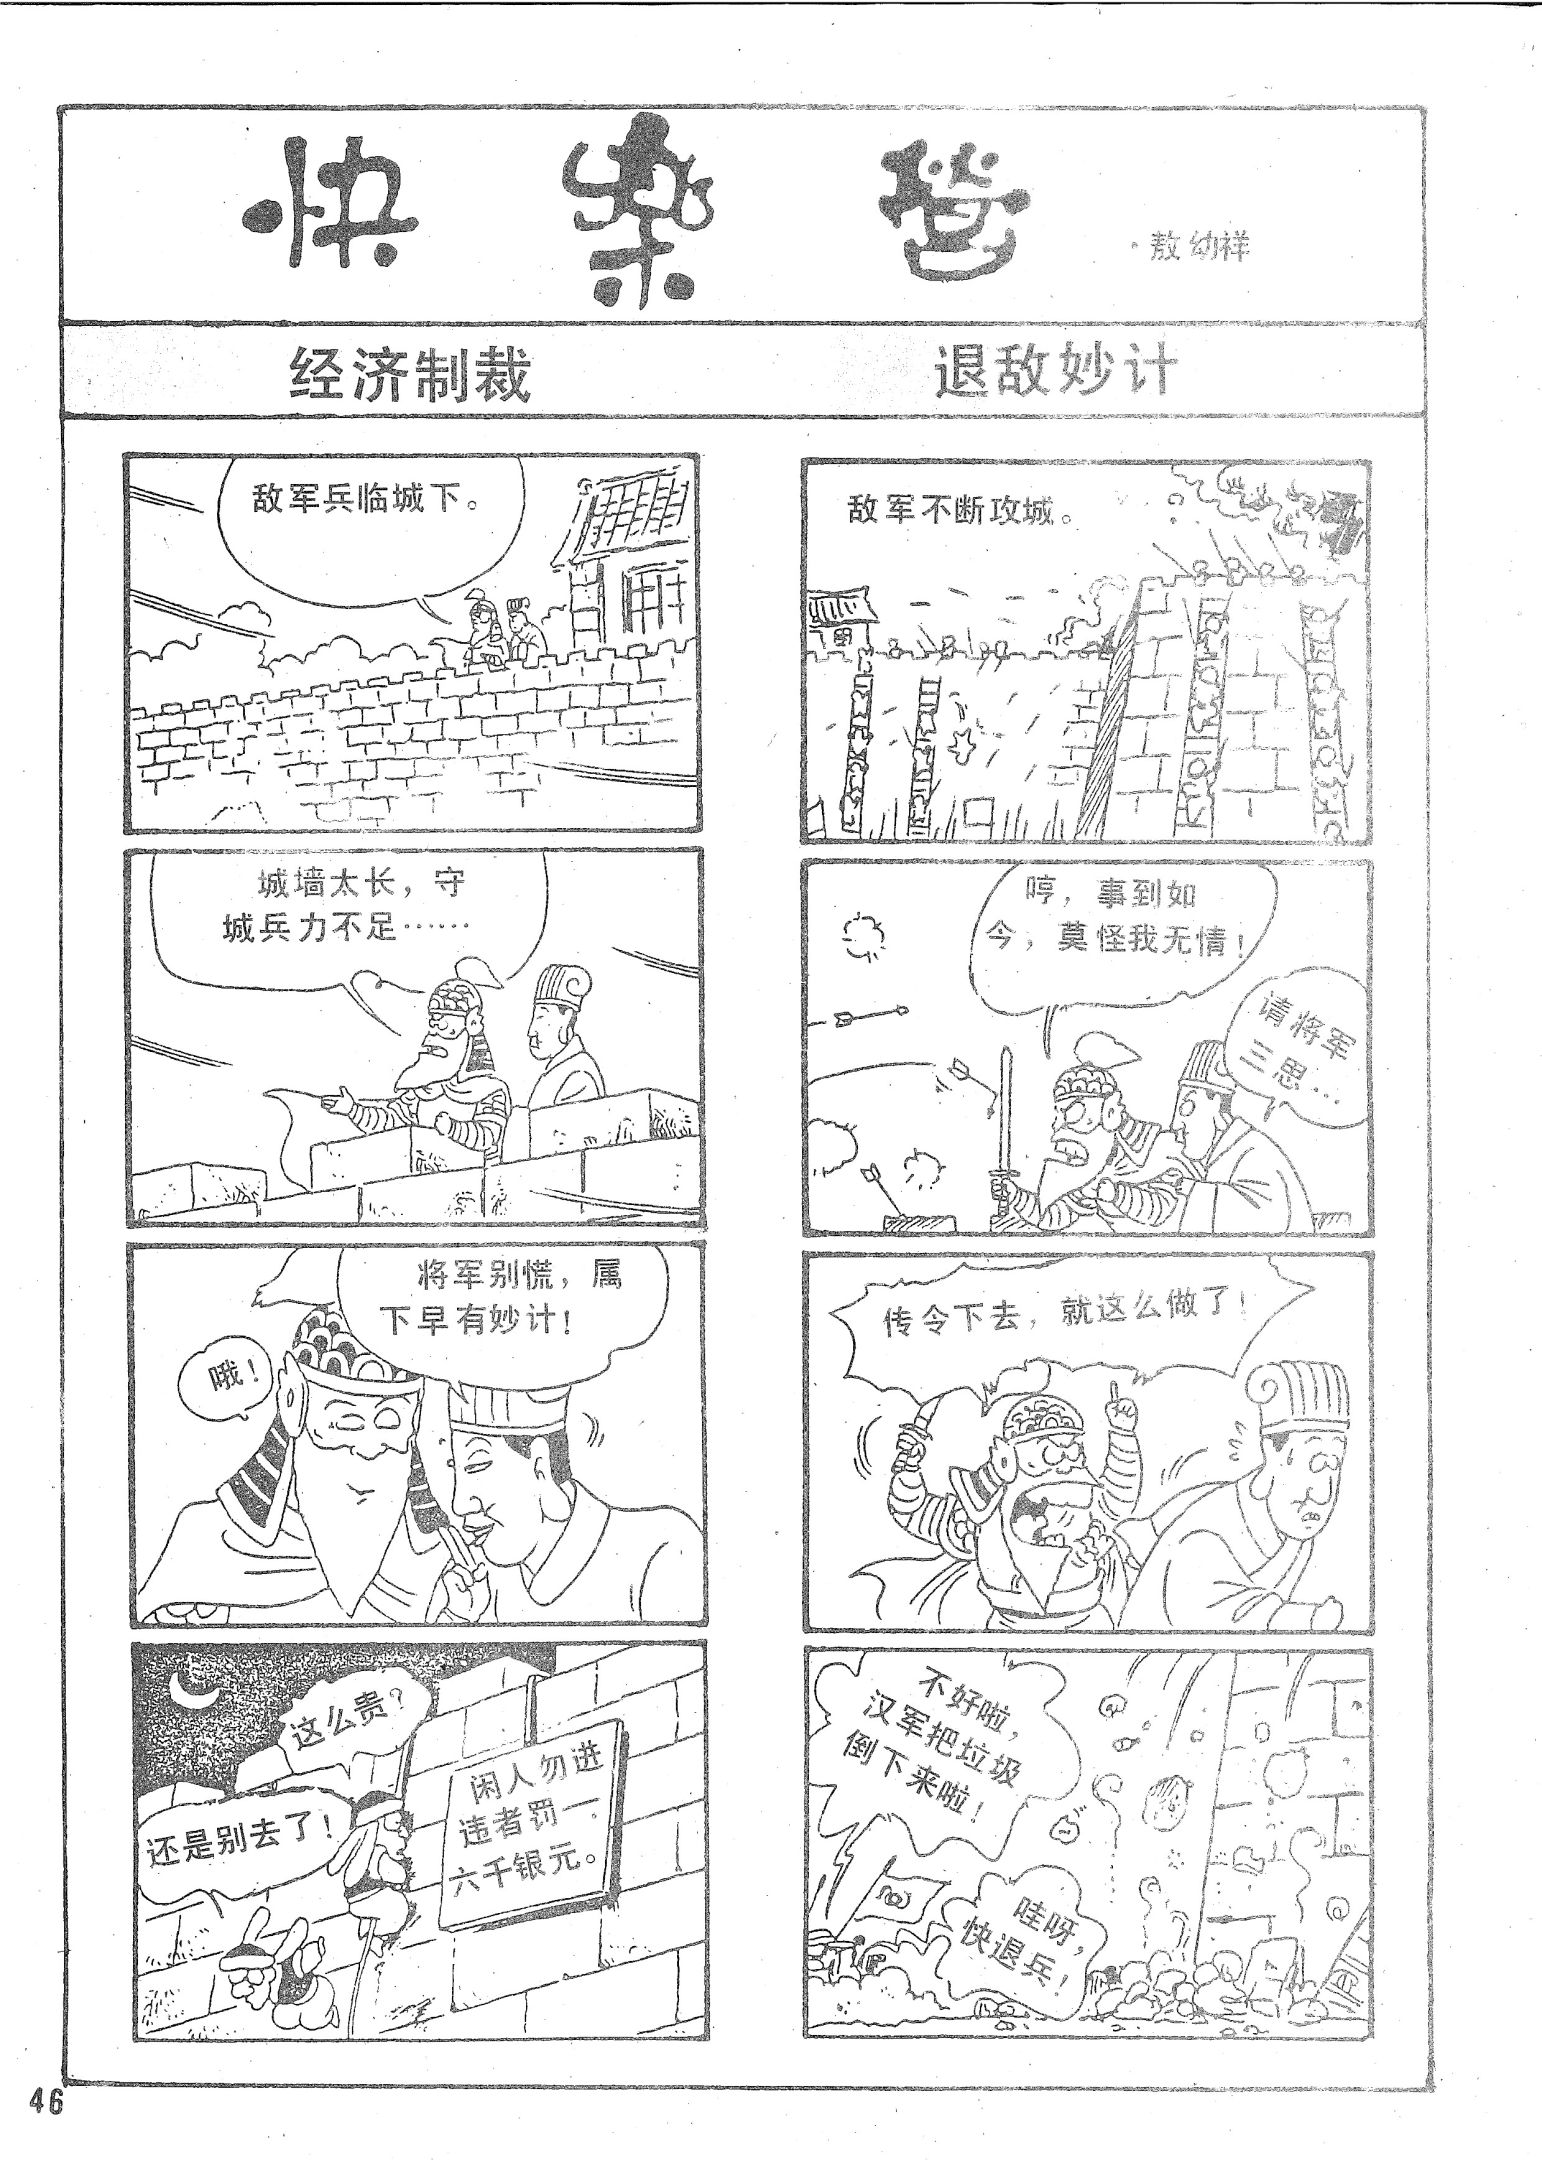 快乐营
·敖幼祥
经济制裁
敌军兵临城下。
城墙太长，守
城兵力不足……
将军别慌，属
下早有妙计！
哦！
这么贵？
还是别去了！
闲人勿进
违者罚一
六千银元。
退敌妙计
敌军不断攻城。
哼，事到如
今，莫怪我无情！
请将军
三思…
传令下去，就这么做了！
不好啦，
汉军把垃圾
倒下来啦！
哇呀，
快退兵！
46